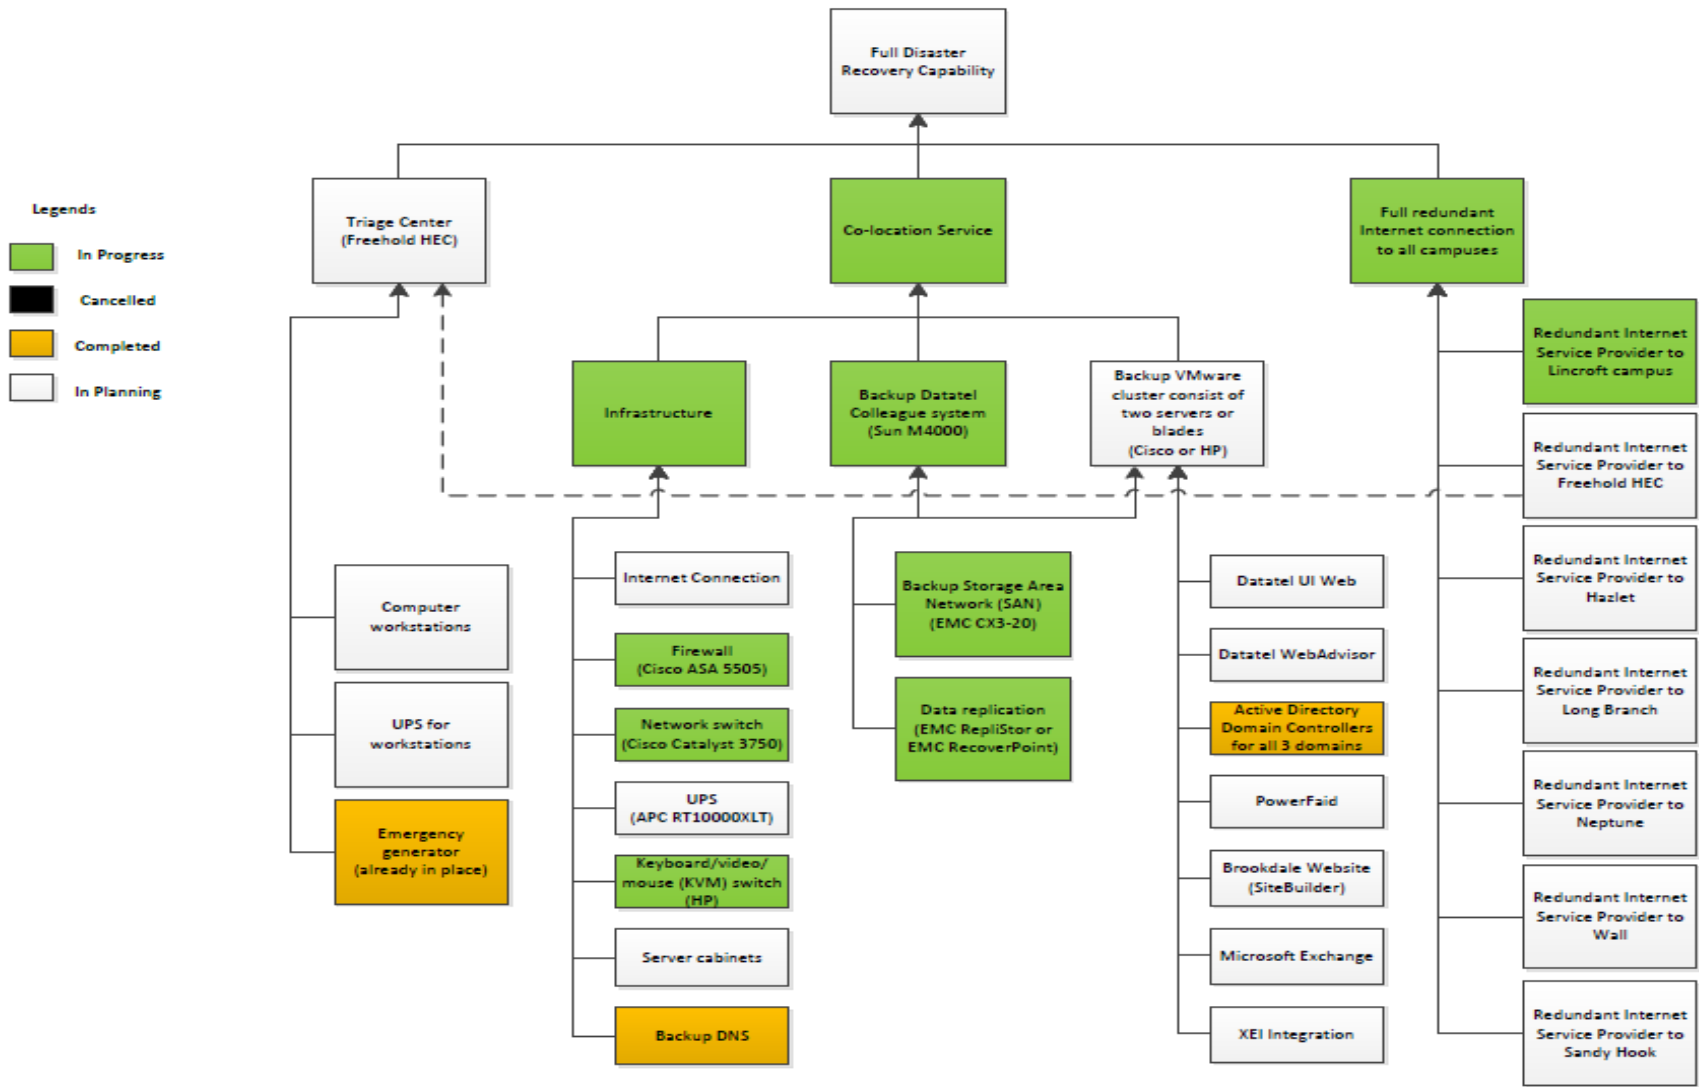 Full Disaster
Recovery Capability
Legends
In Progress
Cancelled
Completed
In Planning
Triage Center
(Freehold HEC)
Co-location Service
Full redundant
Internet connection
to all campuses
Infrastructure
Backup Datatel
Colleague system
(Sun M4000)
Backup VMware
cluster consist of
two servers or
blades
(Cisco or HP)
Computer
workstations
UPS for
workstations
Emergency
generator
(already in place)
Internet Connection
Firewall
(Cisco ASA 5505)
Network switch
(Cisco Catalyst 3750)
UPS
(APC RT10000XLT)
Keyboard/video/
mouse (KVM) switch
(HP)
Server cabinets
Backup DNS
Backup Storage Area
Network (SAN)
(EMC CX3-20)
Data replication
(EMC RepliStor or
EMC RecoverPoint)
Datatel UI Web
Datatel WebAdvisor
Active Directory
Domain Controllers
for all 3 domains
PowerFaid
Brookdale Website
(SiteBuilder)
Microsoft Exchange
XEI Integration
Redundant Internet
Service Provider to
Lincroft campus
Redundant Internet
Service Provider to
Freehold HEC
Redundant Internet
Service Provider to
Hazlet
Redundant Internet
Service Provider to
Long Branch
Redundant Internet
Service Provider to
Neptune
Redundant Internet
Service Provider to
Wall
Redundant Internet
Service Provider to
Sandy Hook